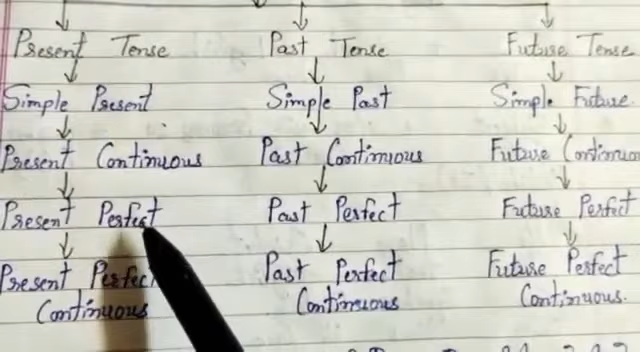 Present Tense Past Tense Future Tense
Simple Present Simple Past Simple Future
Present Continuous Past Continuous Future
Present Perfect Past Perfect Future Perfect
Present Past Perfect Future Perfect
Continuous Continuous Continuous.